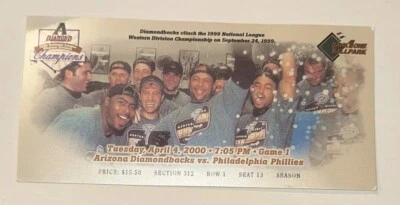 Diamondbacks clinch the 1999 National League
Western Division Championship on September 24, 1999.
Champions
BALLPARK
Tuesday, April 4, 2000 • 7:05 PM • Game 1
Arizona Diamondbacks vs. Philadelphia Phillies
PRICE: $15.50 SECTION 312 ROW 1 SEAT 13 SEASON